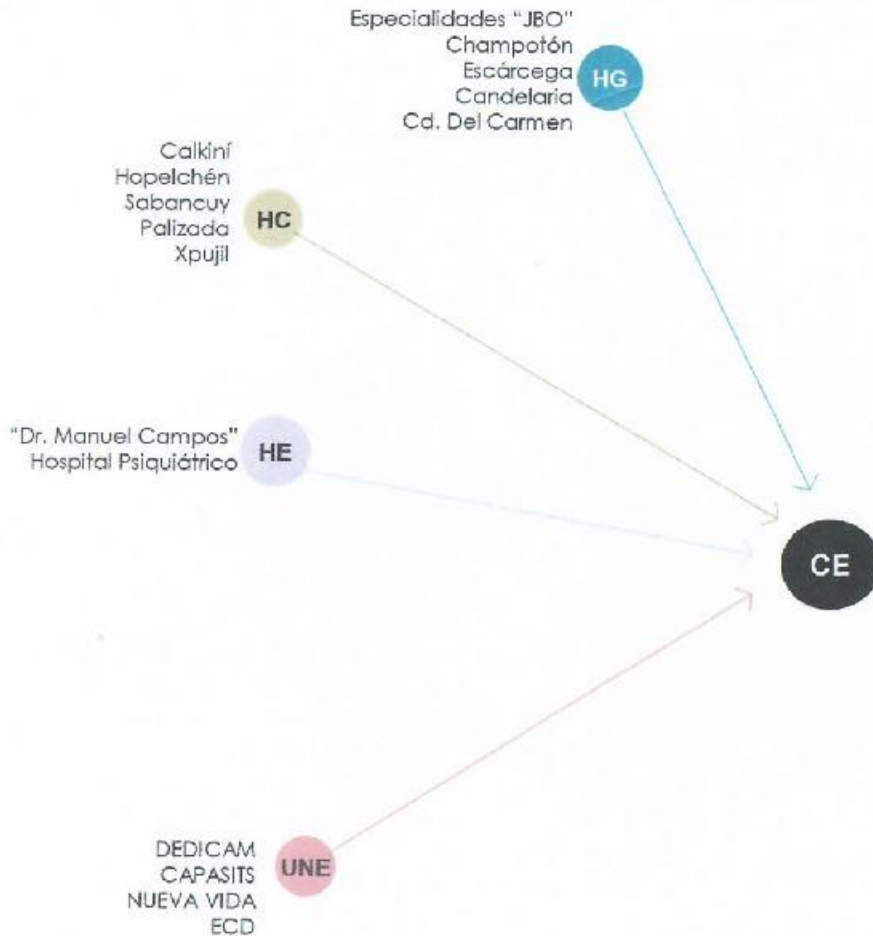 Especialidades “JBO”
Champotón
Escárcega
Candelaria
Cd. Del Carmen
HG
Calkiní
Hopelchén
Sabancuy
Palizada
Xpujil
HC
“Dr. Manuel Campos”
Hospital Psiquiátrico
HE
CE
DEDICAM
CAPASITS
NUEVA VIDA
ECD
UNE